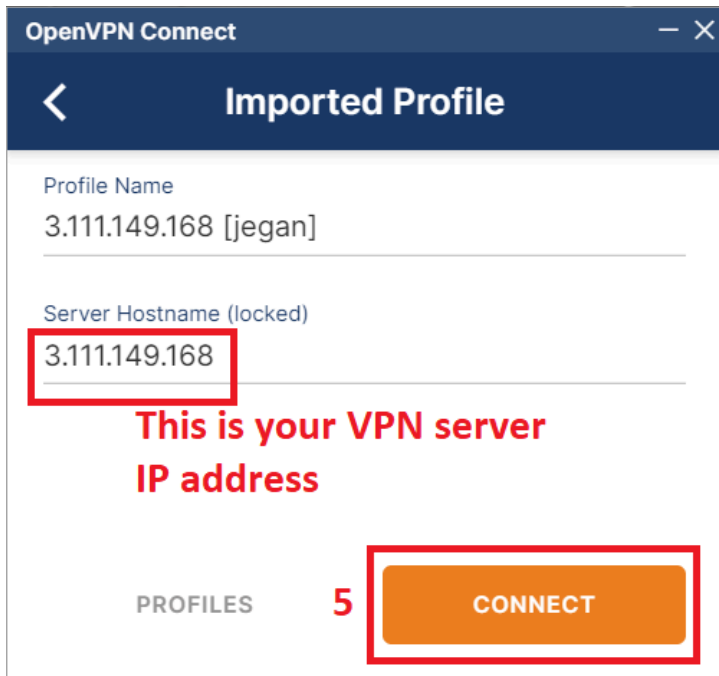 OpenVPN Connect
Imported Profile
Profile Name
3.111.149.168 [jegan]
Server Hostname (locked)
3.111.149.168
This is your VPN server
IP address
PROFILES 5 CONNECT